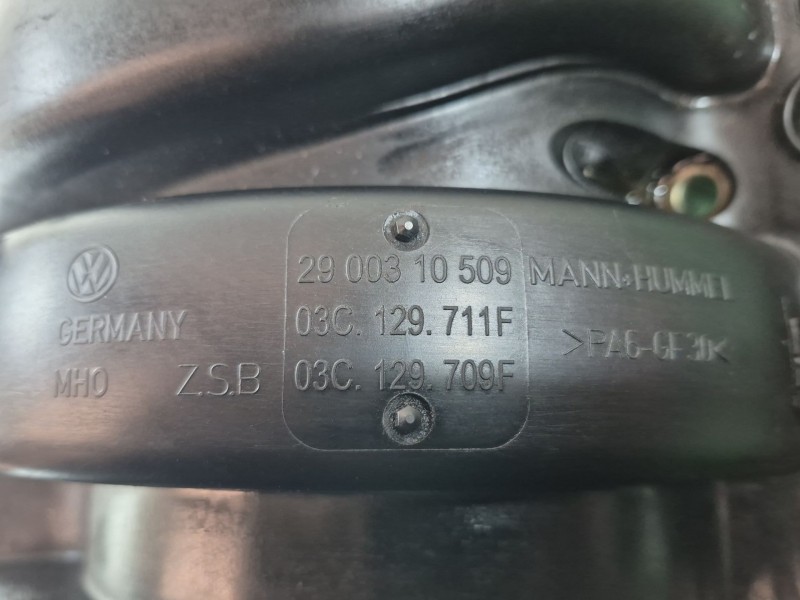 29 003 10 509 MANN+HUMMEL
GERMANY 03C. 129. 711F >PA6-GF30<
MHO Z.S.B 03C. 129. 709F